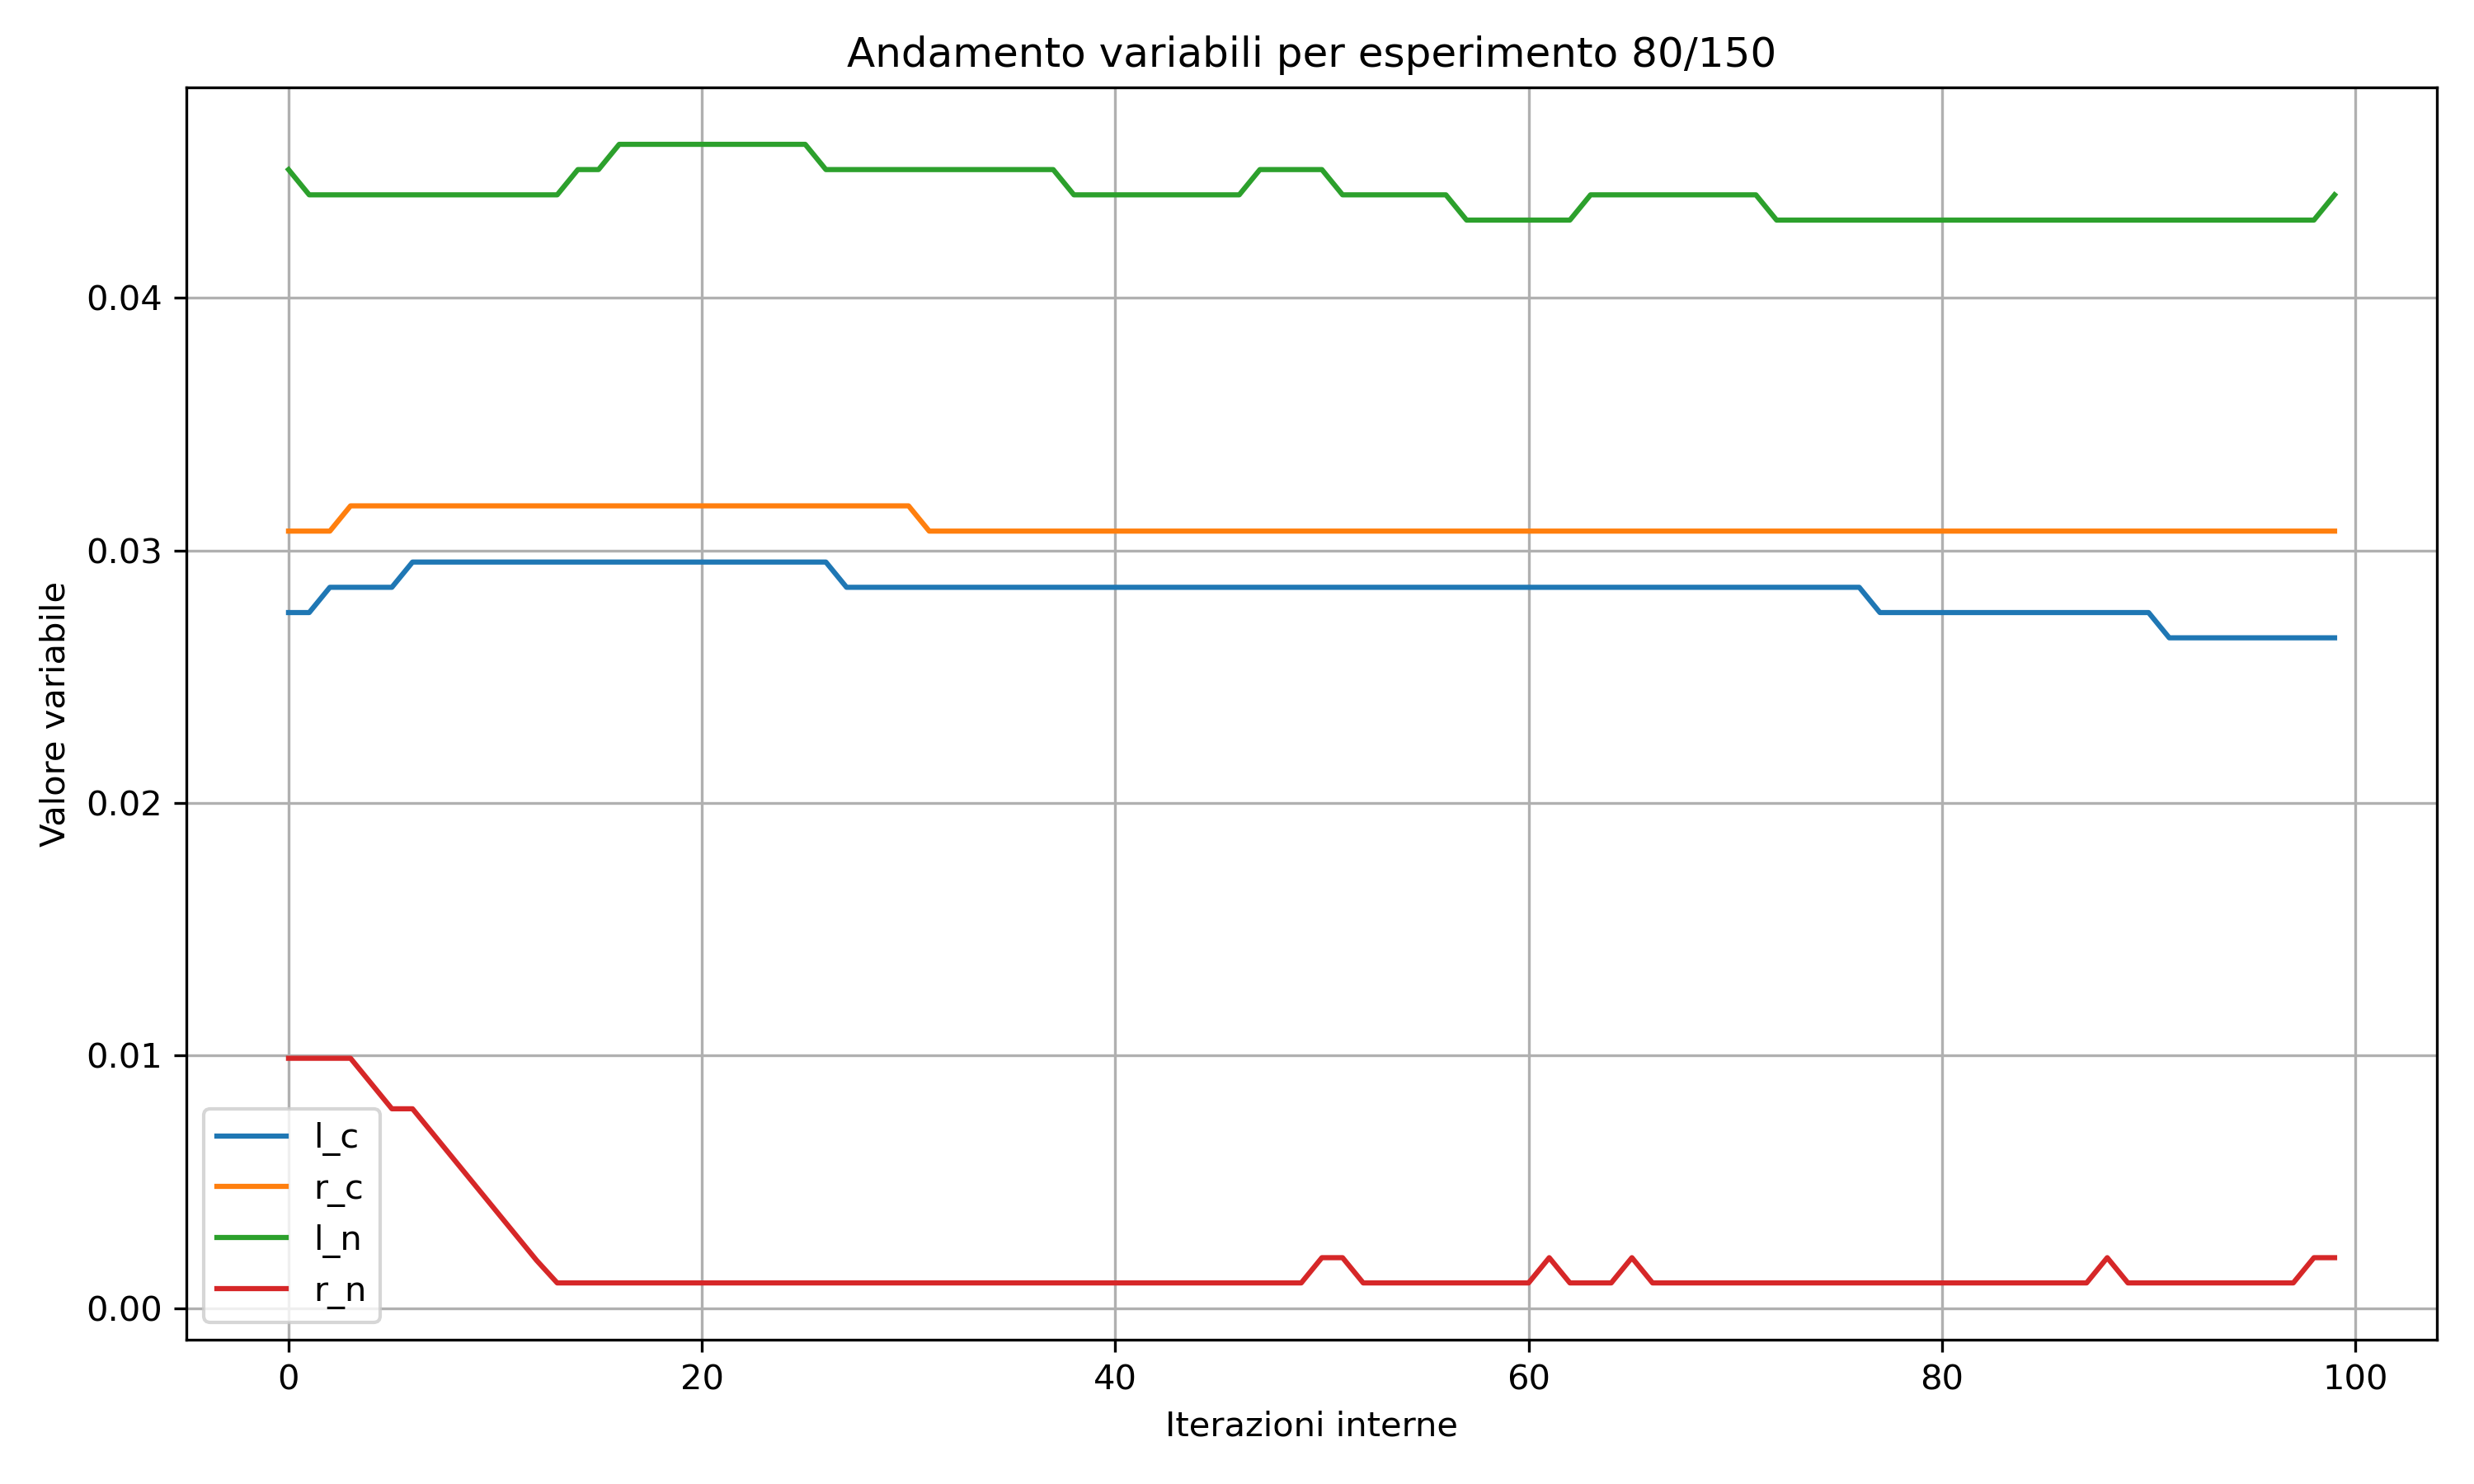 Andamento variabili per esperimento 80/150
Valore variabile
0.04
0.03
0.02
0.01
0.00
l_c
r_c
l_n
r_n
0 20 40 60 80 100
Iterazioni interne